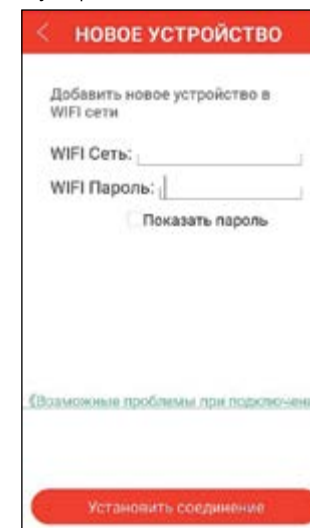 НОВОЕ УСТРОЙСТВО
Добавить новое устройство в
WIFI сети
WIFI Сеть:
WIFI Пароль:
Показать пароль
《Возможные проблемы при подключени
Установить соединение